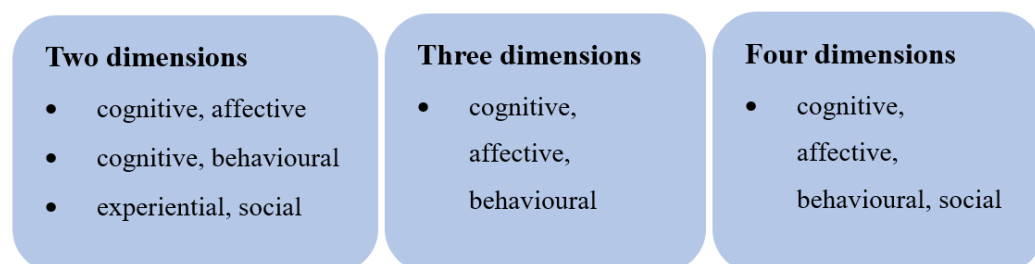 Two dimensions
• cognitive, affective
• cognitive, behavioural
• experiential, social
Three dimensions
• cognitive,
affective,
behavioural
Four dimensions
• cognitive,
affective,
behavioural, social